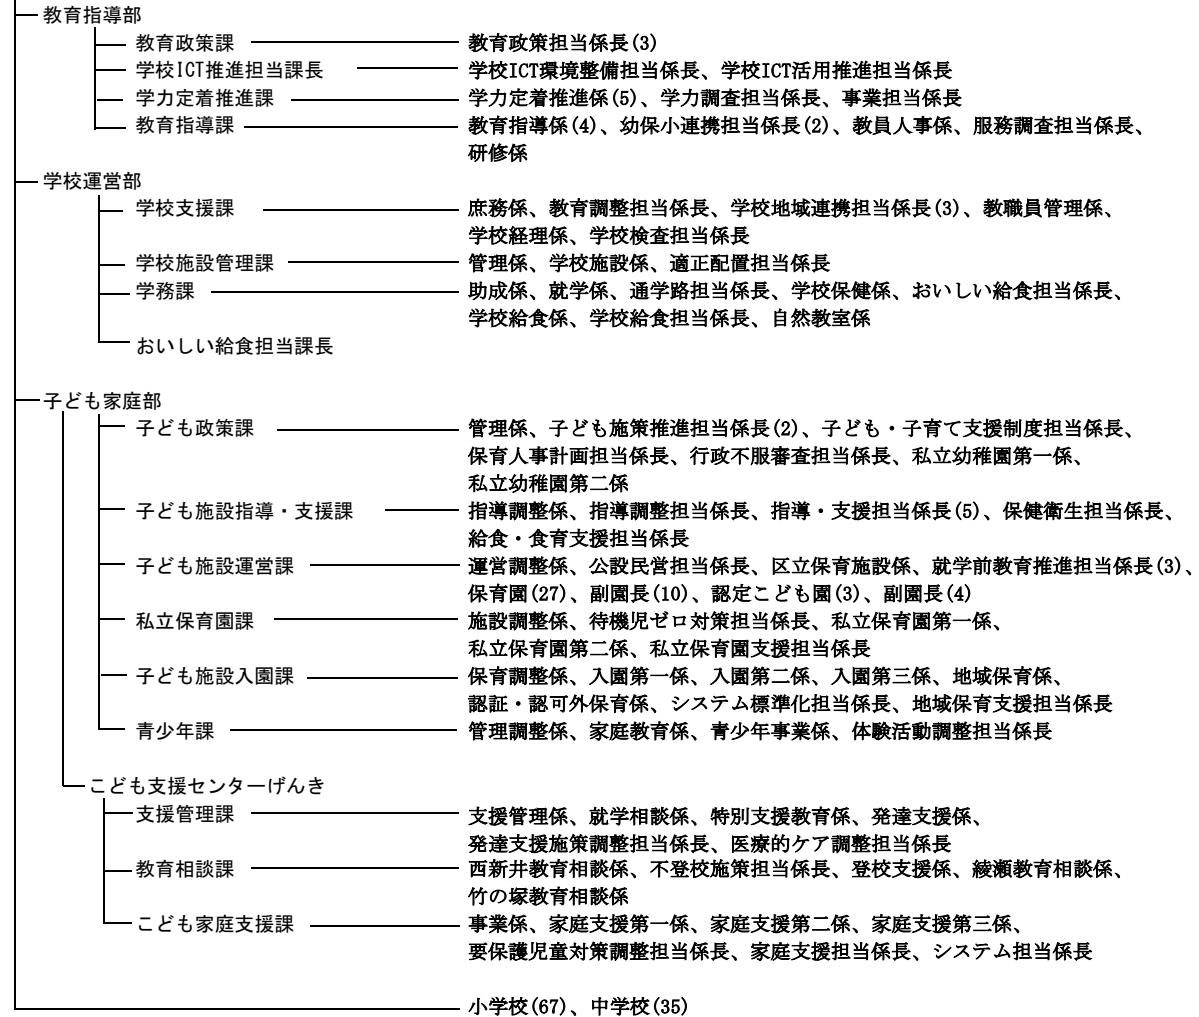 教育指導部
教育政策課 教育政策担当係長(3)
学校ICT推進担当課長 学校ICT環境整備担当係長、学校ICT活用推進担当係長
学力定着推進課 学力定着推進係(5)、学力調査担当係長、事業担当係長
教育指導課 教育指導係(4)、幼保小連携担当係長(2)、教員人事係、服務調査担当係長、
研修係
学校運営部
学校支援課 庶務係、教育調整担当係長、学校地域連携担当係長(3)、教職員管理係、
学校経理係、学校検査担当係長
学校施設管理課 管理係、学校施設係、適正配置担当係長
学務課 助成係、就学係、通学路担当係長、学校保健係、おいしい給食担当係長、
学校給食係、学校給食担当係長、自然教室係
おいしい給食担当課長
子ども家庭部
子ども政策課 管理係、子ども施策推進担当係長(2)、子ども・子育て支援制度担当係長、
保育人事計画担当係長、行政不服審査担当係長、私立幼稚園第一係、
私立幼稚園第二係
子ども施設指導・支援課 指導調整係、指導調整担当係長、指導・支援担当係長(5)、保健衛生担当係長、
給食・食育支援担当係長
子ども施設運営課 運営調整係、公設民営担当係長、区立保育施設係、就学前教育推進担当係長(3)、
保育園(27)、副園長(10)、認定こども園(3)、副園長(4)
私立保育園課 施設調整係、待機児ゼロ対策担当係長、私立保育園第一係、
私立保育園第二係、私立保育園支援担当係長
子ども施設入園課 保育調整係、入園第一係、入園第二係、入園第三係、地域保育係、
認証・認可外保育係、システム標準化担当係長、地域保育支援担当係長
青少年課 管理調整係、家庭教育係、青少年事業係、体験活動調整担当係長
こども支援センターげんき
支援管理課 支援管理係、就学相談係、特別支援教育係、発達支援係、
発達支援施策調整担当係長、医療的ケア調整担当係長
教育相談課 西新井教育相談係、不登校施策担当係長、登校支援係、綾瀬教育相談係、
竹の塚教育相談係
こども家庭支援課 事業係、家庭支援第一係、家庭支援第二係、家庭支援第三係、
要保護児童対策調整担当係長、家庭支援担当係長、システム担当係長
小学校(67)、中学校(35)